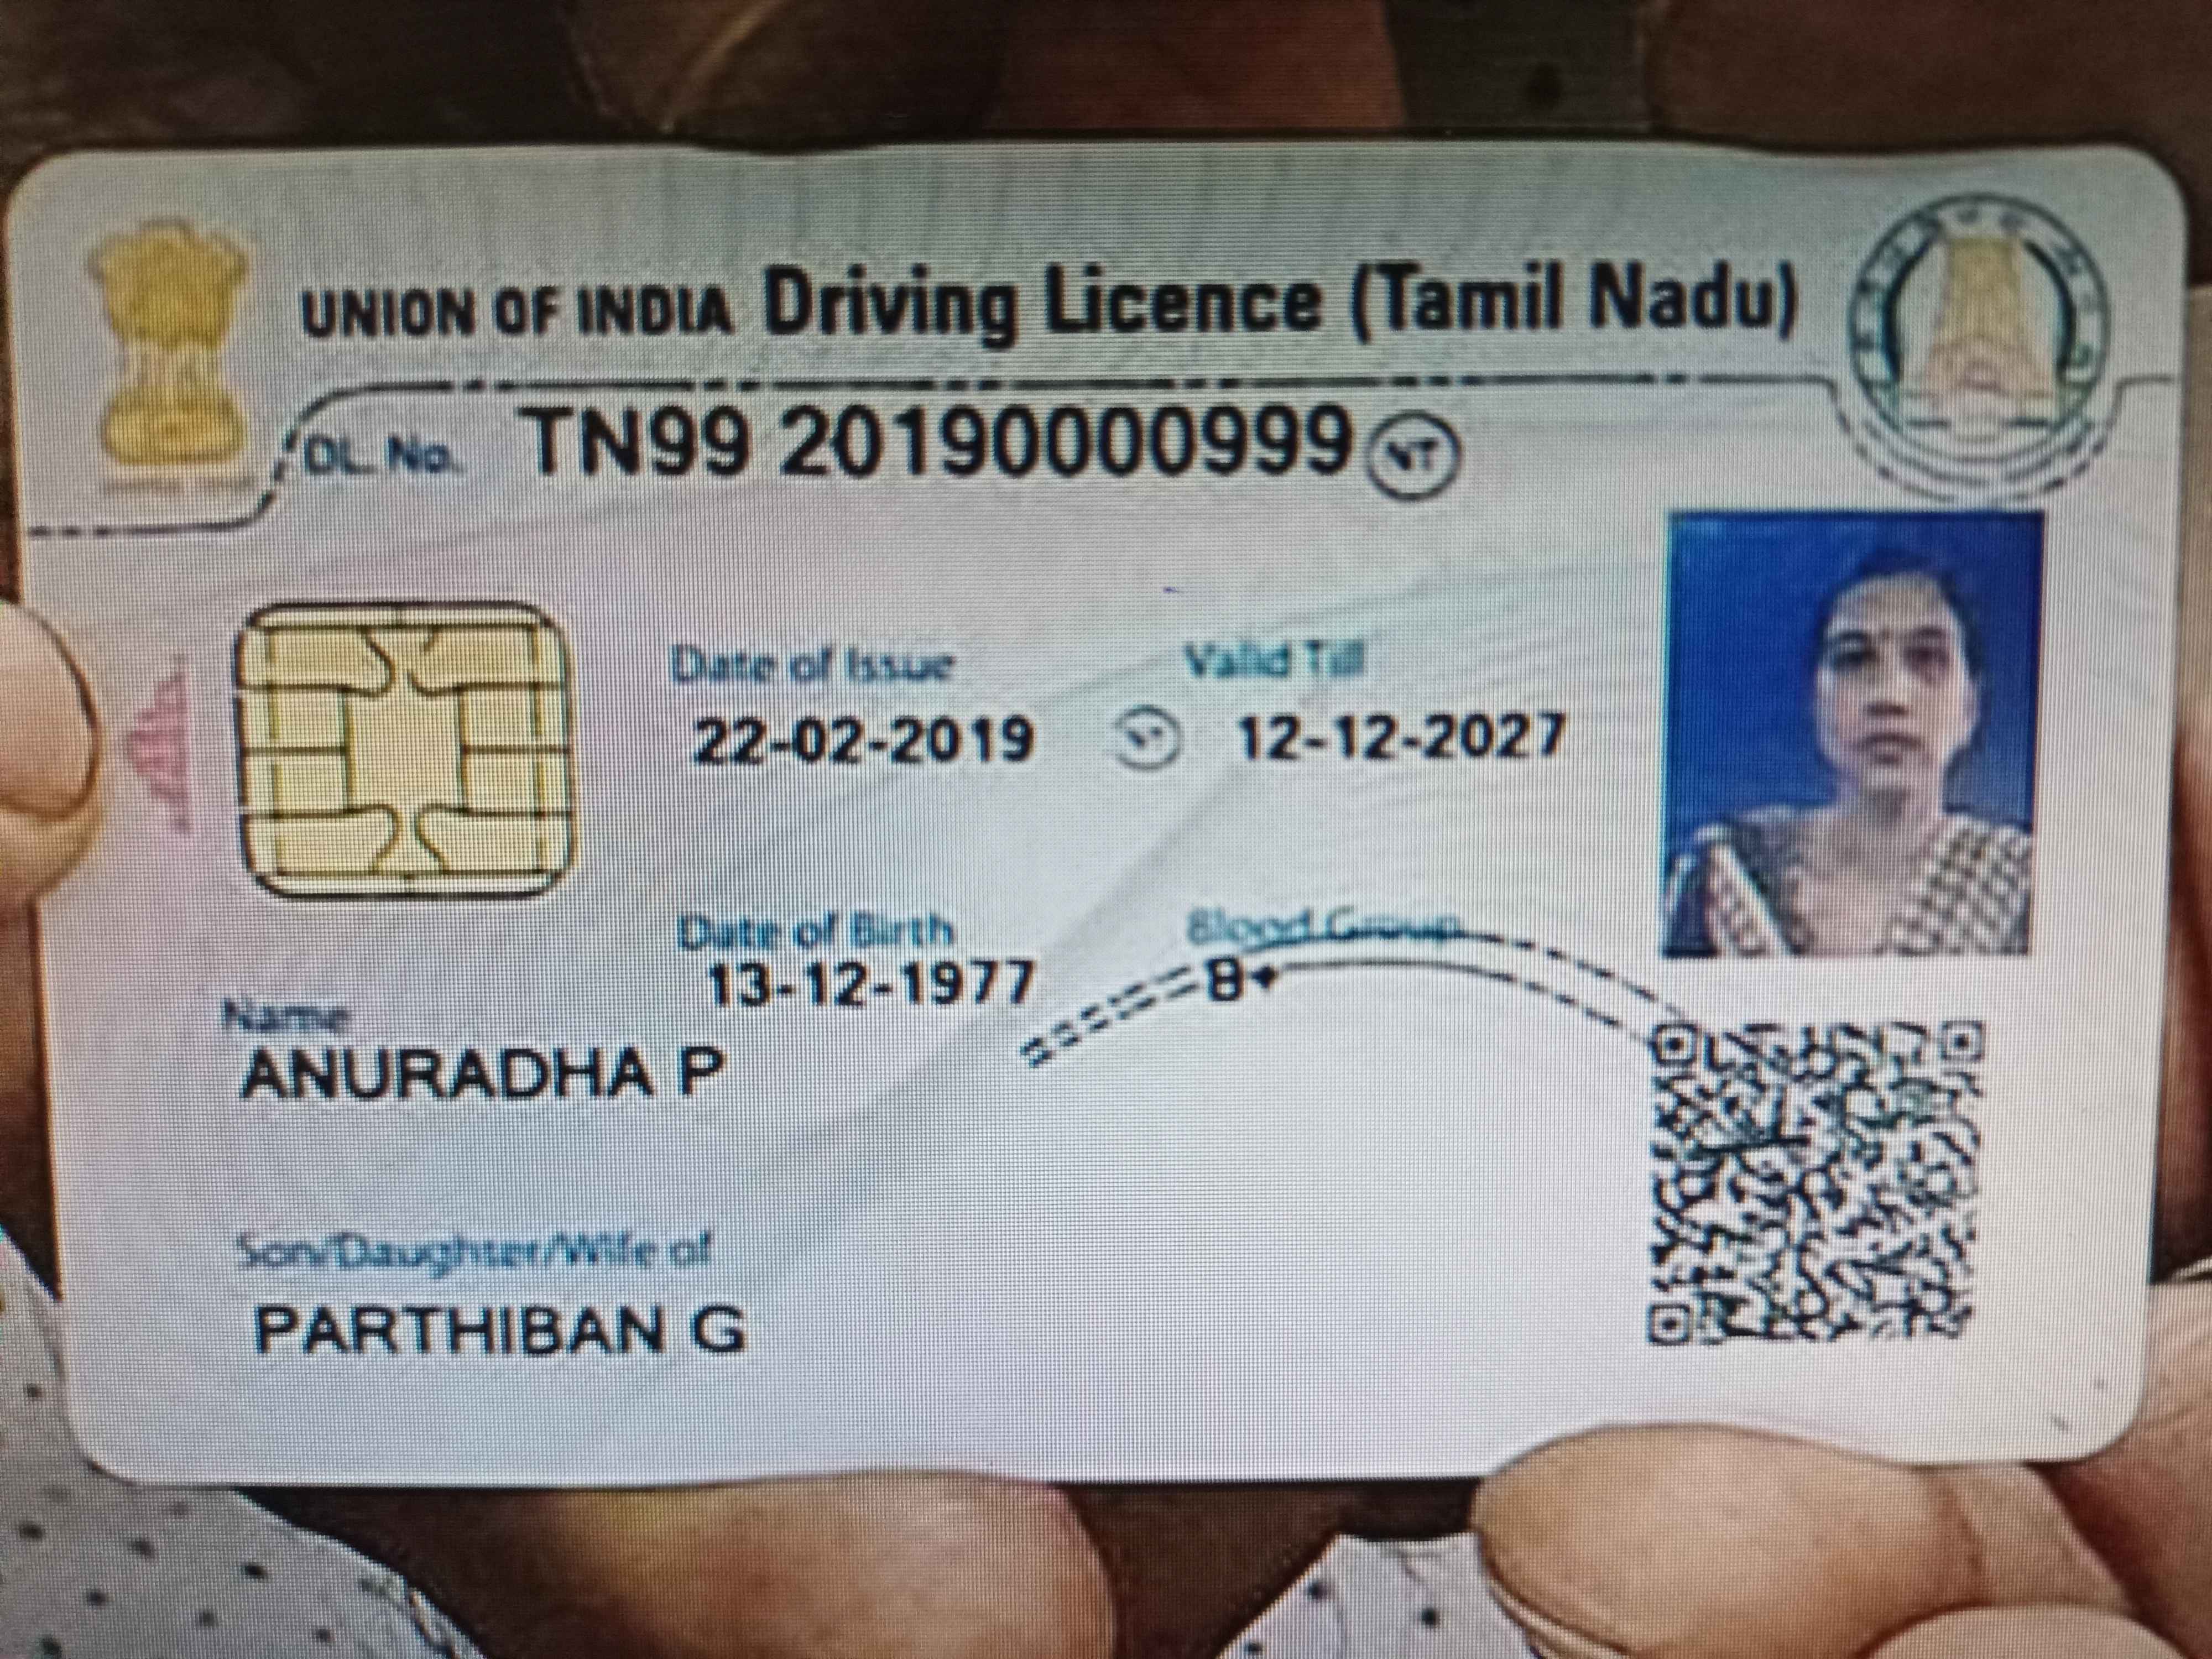 UNION OF INDIA Driving Licence (Tamil Nadu)
DL No. TN99 20190000999 NT
Date of Issue Valid Till
22-02-2019 12-12-2027
Date of Birth Blood Group
13-12-1977 B+
Name
ANURADHA P
Son/Daughter/Wife of
PARTHIBAN G